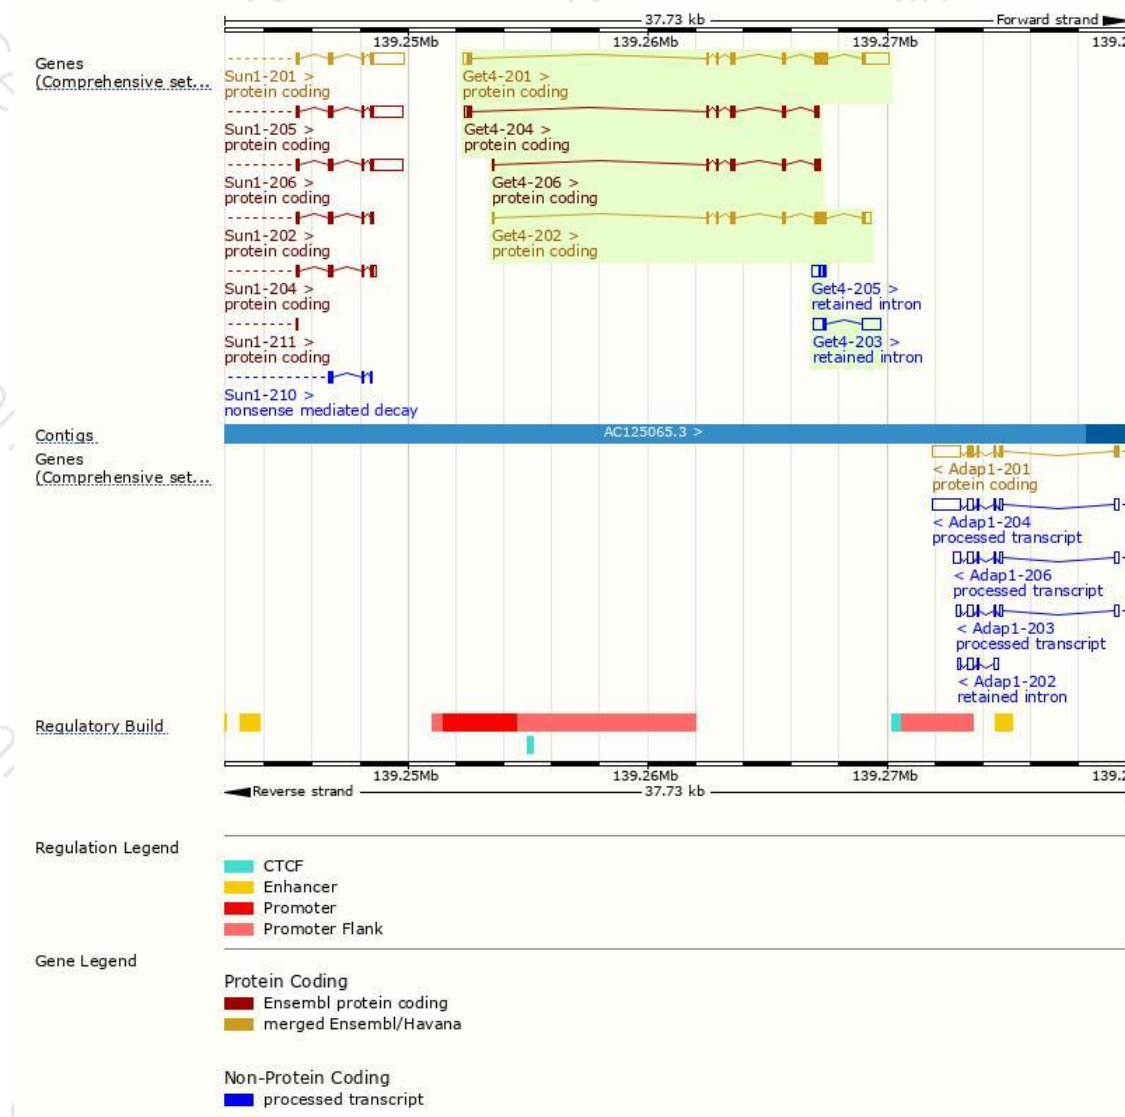 37.73 kb Forward strand
139.25Mb 139.26Mb 139.27Mb 139.2
Genes
(Comprehensive set...
Sun1-201 > Get4-201 >
protein coding protein coding
Sun1-205 > Get4-204 >
protein coding protein coding
Sun1-206 > Get4-206 >
protein coding protein coding
Sun1-202 > Get4-202 >
protein coding protein coding
Sun1-204 > Get4-205 >
protein coding retained intron
Sun1-211 > Get4-203 >
protein coding retained intron
Sun1-210 >
nonsense mediated decay
Contigs AC125065.3 >
Genes
(Comprehensive set...
< Adap1-201
protein coding
< Adap1-204
processed transcript
< Adap1-206
processed transcript
< Adap1-203
processed transcript
< Adap1-202
retained intron
Regulatory Build
139.25Mb 139.26Mb 139.27Mb 139.2
Reverse strand 37.73 kb
Regulation Legend
CTCF
Enhancer
Promoter
Promoter Flank
Gene Legend
Protein Coding
Ensembl protein coding
merged Ensembl/Havana
Non-Protein Coding
processed transcript